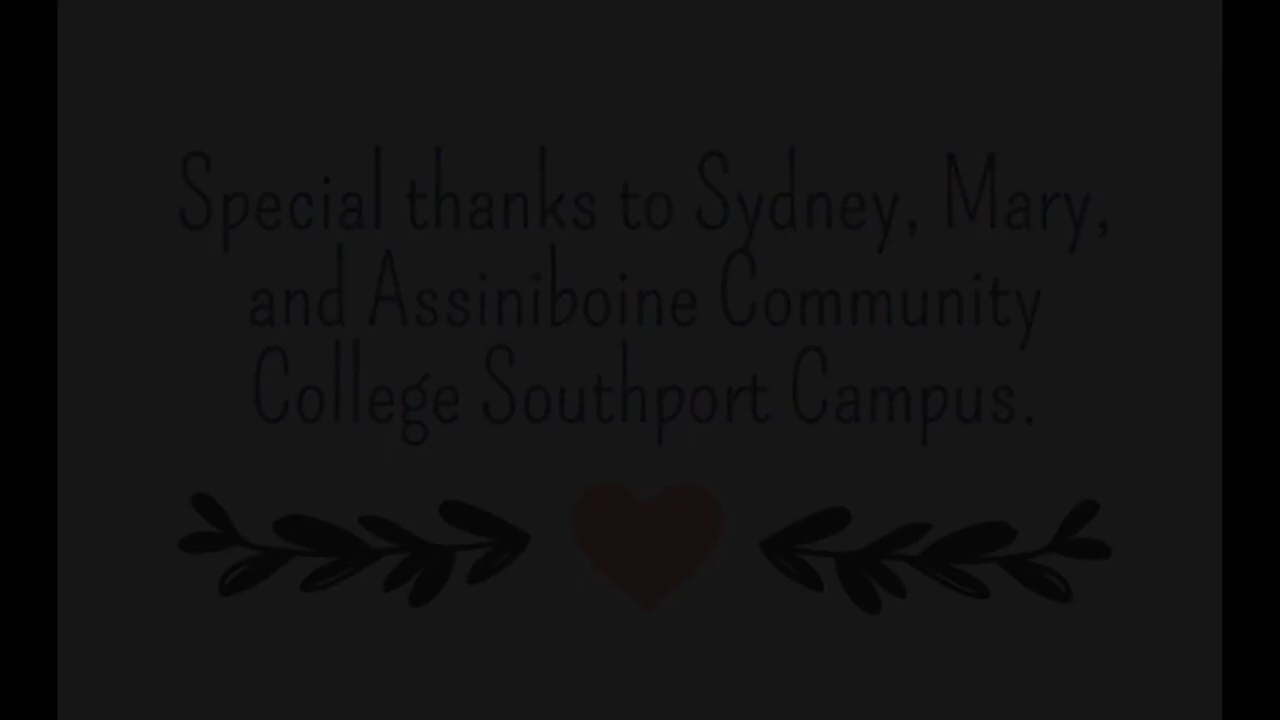 Special thanks to Sydney, Mary,
and Assiniboine Community
College Southport Campus.